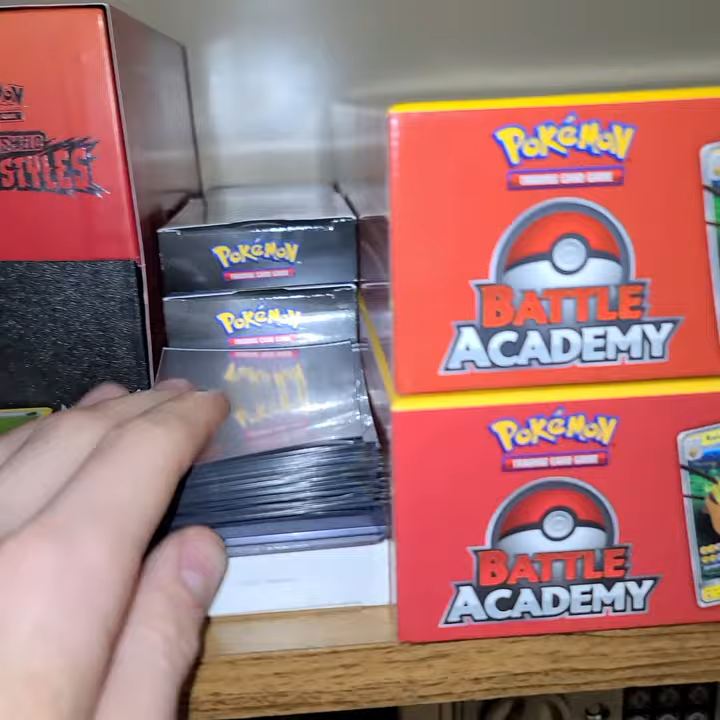 STYLES
POKéMON
TRADING CARD GAME
POKéMON
TRADING CARD GAME
POKéMON
TRADING CARD GAME
BATTLE
ACADEMY
POKéMON
TRADING CARD GAME
BATTLE
ACADEMY